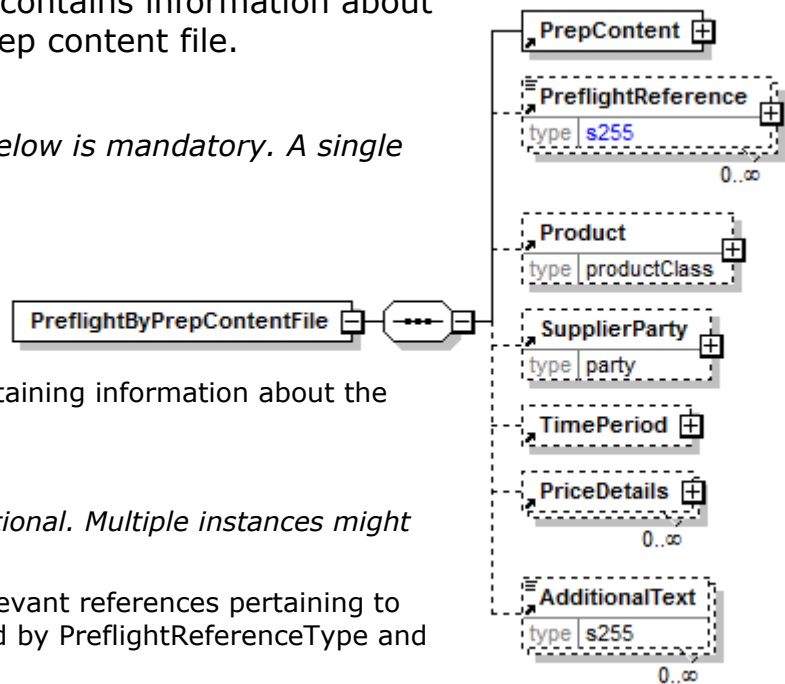 contains information about
ep content file.
elow is mandatory. A single
taining information about the
tional. Multiple instances might
evant references pertaining to
d by PreflightReferenceType and
PreflightByPrepContentFile
PrepContent
PreflightReference
type s255
0..∞
Product
type productClass
SupplierParty
type party
TimePeriod
PriceDetails
0..∞
AdditionalText
type s255
0..∞